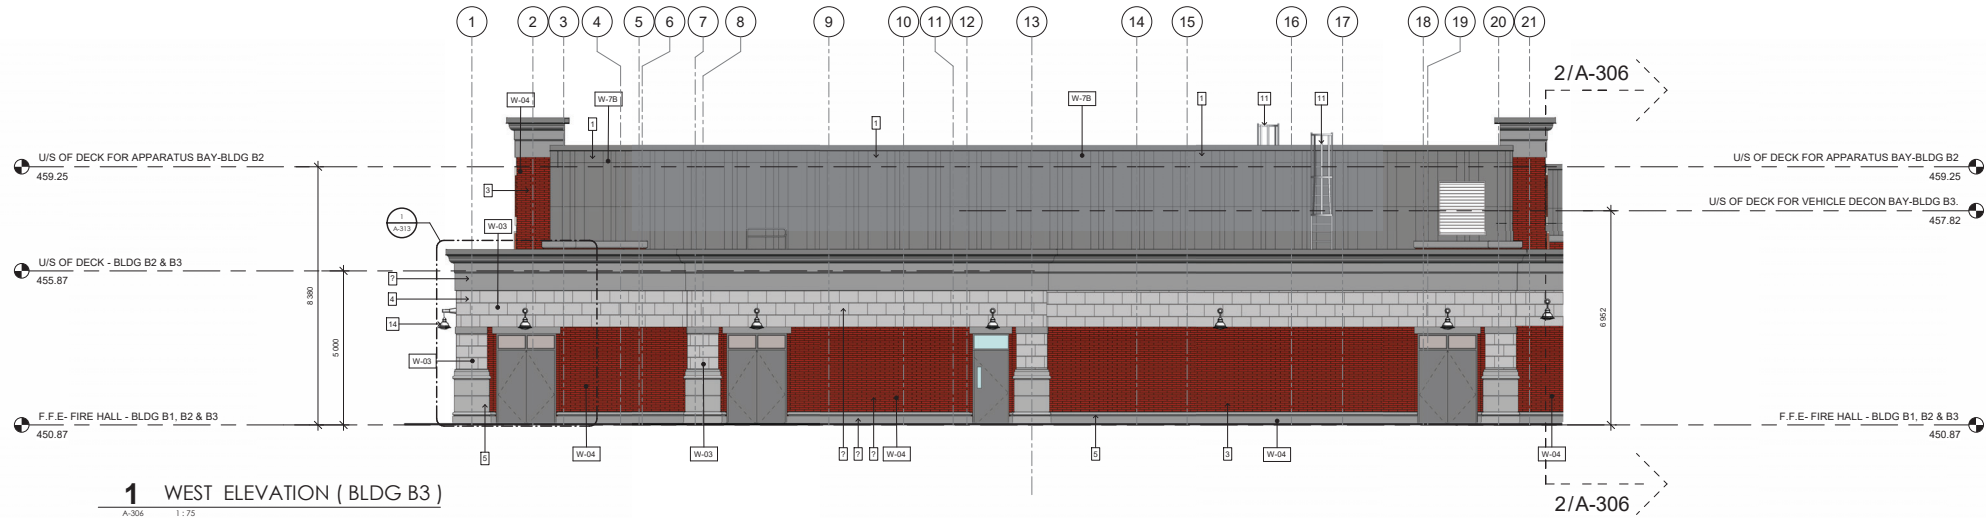 1 2 3 4 5 6 7 8 9 10 11 12 13 14 15 16 17 18 19 20 21
2/A-306
W-04 W-7B 1 1 W-7B 1 11 11
U/S OF DECK FOR APPARATUS BAY-BLDG B2
459.25
U/S OF DECK FOR APPARATUS BAY-BLDG B2
459.25
3
U/S OF DECK FOR VEHICLE DECON BAY-BLDG B3.
457.82
1
A-313
W-03
U/S OF DECK - BLDG B2 & B3
455.87
?
4
14
8 380
5 000
6 952
W-03
F.F.E- FIRE HALL - BLDG B1, B2 & B3
450.87
F.F.E- FIRE HALL - BLDG B1, B2 & B3
450.87
5 W-04 W-03 ? ? ? W-04 5 3 W-04 W-04
1 WEST ELEVATION ( BLDG B3 )
A-306 1 : 75
2/A-306